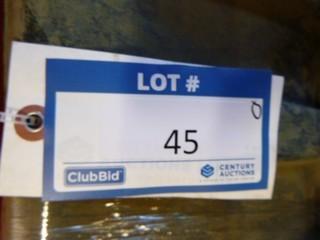 LOT #
45
ClubBid
CENTURY
AUCTIONS